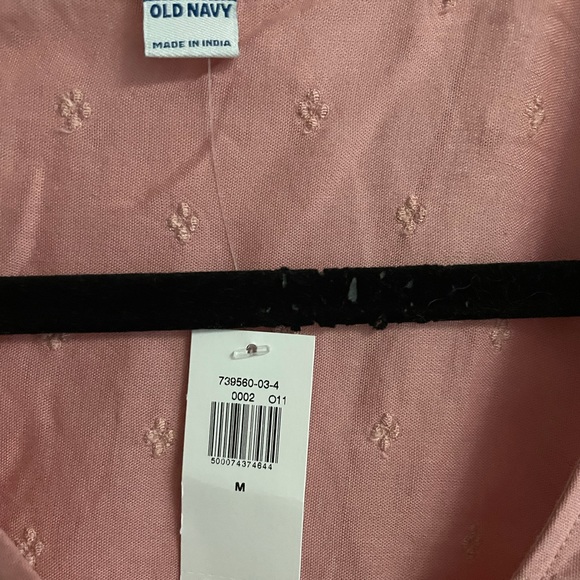 OLD NAVY
MADE IN INDIA
739560-03-4
0002 O11
500074374644
M